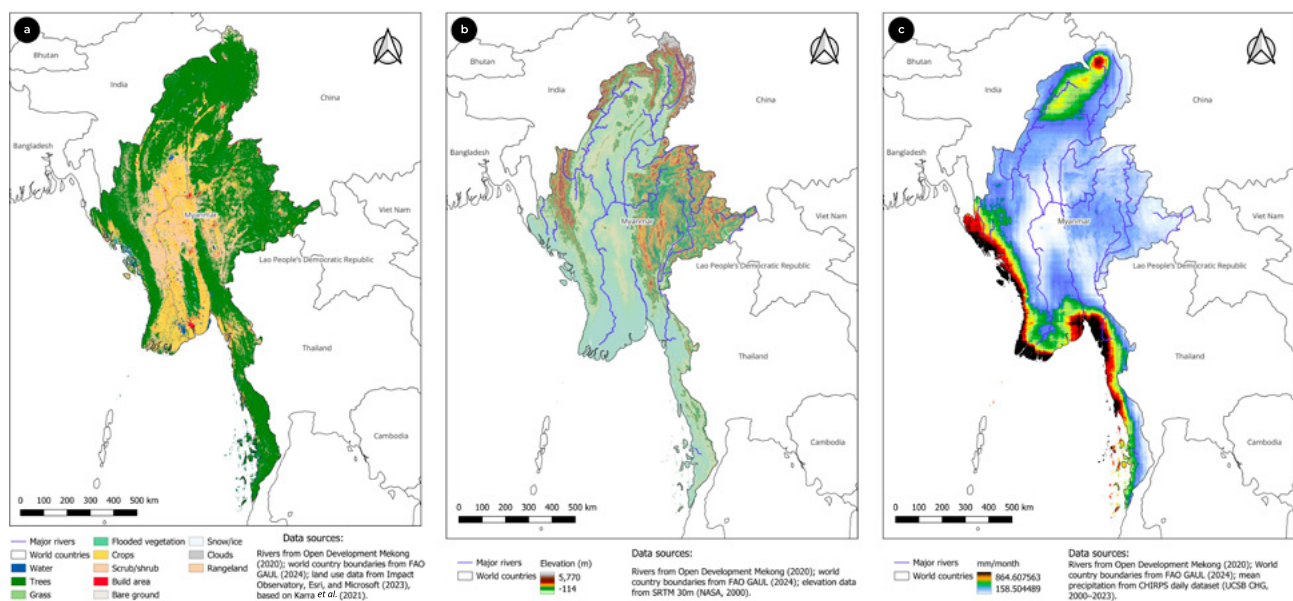 a
Bhutan
India
China
Bangladesh
Myanmar
Viet Nam
Lao People's Democratic Republic
Thailand
Cambodia
0 100 200 300 400 500 km
Major rivers
World countries
Water
Trees
Grass
Flooded vegetation
Crops
Scrub/shrub
Build area
Bare ground
Snow/ice
Clouds
Rangeland
Data sources:
Rivers from Open Development Mekong
(2020); world country boundaries from FAO
GAUL (2024); land use data from Impact
Observatory, Esri, and Microsoft (2023),
based on Karra et al. (2021).
b
Bhutan
India
China
Bangladesh
Myanmar
Viet Nam
Lao People's Democratic Republic
Thailand
Cambodia
0 100 200 300 400 500 km
Major rivers
World countries
Elevation (m)
5,770
-114
Data sources:
Rivers from Open Development Mekong (2020); world
country boundaries from FAO GAUL (2024); elevation data
from SRTM 30m (NASA, 2000).
c
Bhutan
India
China
Bangladesh
Myanmar
Viet Nam
Lao People's Democratic Republic
Thailand
Cambodia
0 100 200 300 400 500 km
Major rivers
World countries
mm/month
864.607563
158.504489
Data sources:
Rivers from Open Development Mekong (2020); World
country boundaries from FAO GAUL (2024); mean
precipitation from CHIRPS daily dataset (UCSB CHG,
2000–2023).